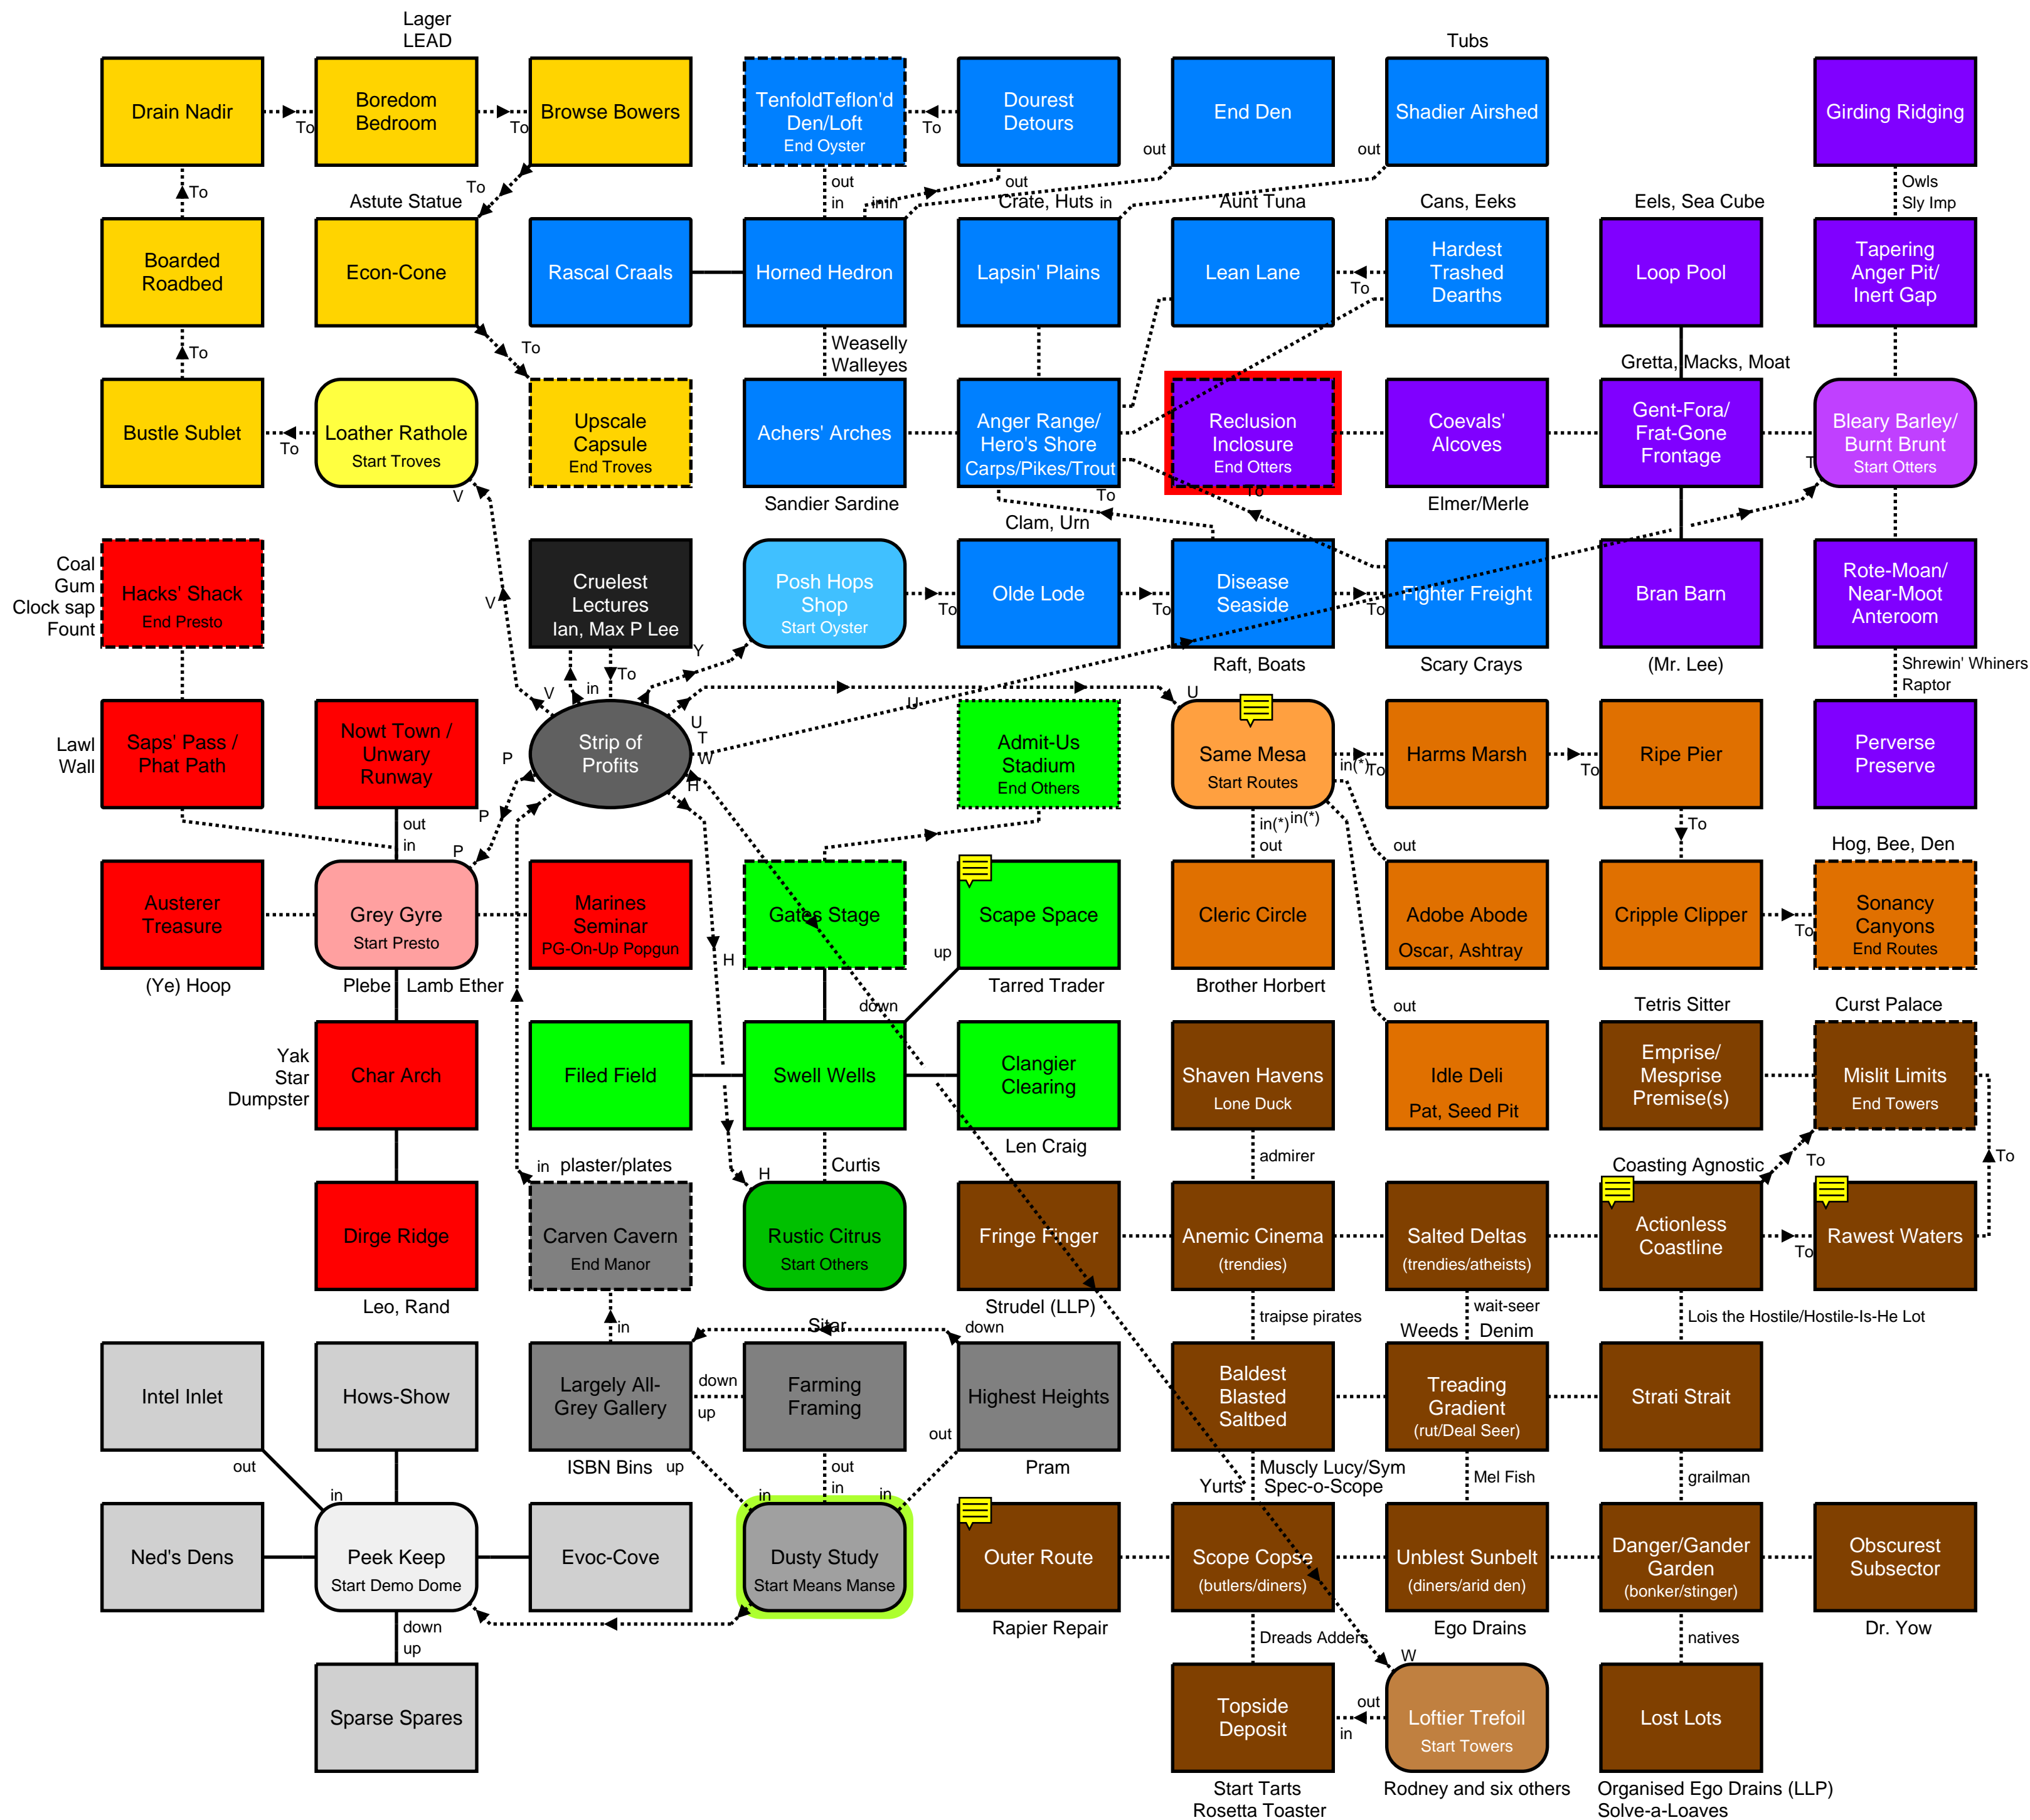 Lager
LEAD
Tubs
Drain Nadir
To
Boredom
Bedroom
To
Browse Bowers
TenfoldTeflon'd
Den/Loft
End Oyster
To
Dourest
Detours
End Den
Shadier Airshed
Girding Ridging
out
out
To
To
out
in
inin
out
Owls
Sly Imp
Astute Statue
Crate, Huts
in
Aunt Tuna
Cans, Eeks
Eels, Sea Cube
Boarded
Roadbed
Econ-Cone
Rascal Craals
Horned Hedron
Lapsin' Plains
Lean Lane
To
Hardest
Trashed
Dearths
Loop Pool
Tapering
Anger Pit/
Inert Gap
To
To
Weaselly
Walleyes
Gretta, Macks, Moat
Bustle Sublet
To
Loather Rathole
Start Troves
Upscale
Capsule
End Troves
Achers' Arches
Anger Range/
Hero's Shore
Carps/Pikes/Trout
Reclusion
Inclosure
End Otters
Coevals'
Alcoves
Gent-Fora/
Frat-Gone
Frontage
Bleary Barley/
Burnt Brunt
Start Otters
T
V
Sandier Sardine
To
To
Elmer/Merle
Clam, Urn
Coal
Gum
Clock sap
Fount
Hacks' Shack
End Presto
V
Cruelest
Lectures
Ian, Max P Lee
Posh Hops
Shop
Start Oyster
To
Olde Lode
To
Disease
Seaside
To
Fighter Freight
Bran Barn
Rote-Moan/
Near-Moot
Anteroom
Y
To
V
in
Raft, Boats
Scary Crays
(Mr. Lee)
Shrewin' Whiners
Raptor
U
U
Lawl
Wall
Saps' Pass /
Phat Path
Nowt Town /
Unwary
Runway
P
Strip of
Profits
U
T
W
H
Admit-Us
Stadium
End Others
Same Mesa
Start Routes
in(*)
To
Harms Marsh
To
Ripe Pier
Perverse
Preserve
P
P
out
in
in(*)
in(*)
out
out
To
Hog, Bee, Den
Austerer
Treasure
Grey Gyre
Start Presto
Marines
Seminar
PG-On-Up Popgun
Gates Stage
Scape Space
Cleric Circle
Adobe Abode
Oscar, Ashtray
Cripple Clipper
To
Sonancy
Canyons
End Routes
H
up
down
(Ye) Hoop
Plebe
Lamb Ether
Tarred Trader
Brother Horbert
Tetris Sitter
Curst Palace
out
Yak
Star
Dumpster
Char Arch
Filed Field
Swell Wells
Clangier
Clearing
Shaven Havens
Lone Duck
Idle Deli
Pat, Seed Pit
Emprise/
Mesprise
Premise(s)
Mislit Limits
End Towers
Len Craig
in
plaster/plates
H
Curtis
admirer
Coasting Agnostic
To
To
Dirge Ridge
Carven Cavern
End Manor
Rustic Citrus
Start Others
Fringe Finger
Anemic Cinema
(trendies)
Salted Deltas
(trendies/atheists)
Actionless
Coastline
To
Rawest Waters
Leo, Rand
in
Sitar
down
Strudel (LLP)
traipse pirates
wait-seer
Weeds
Denim
Lois the Hostile/Hostile-Is-He Lot
Intel Inlet
Hows-Show
Largely All-
Grey Gallery
down
up
Farming
Framing
Highest Heights
Baldest
Blasted
Saltbed
Treading
Gradient
(rut/Deal Seer)
Strati Strait
out
in
ISBN Bins
up
in
out
in
out
in
Pram
Yurts
Muscly Lucy/Sym
Spec-o-Scope
Mel Fish
grailman
Ned's Dens
Peek Keep
Start Demo Dome
Evoc-Cove
Dusty Study
Start Means Manse
Outer Route
Scope Copse
(butlers/diners)
Unblest Sunbelt
(diners/arid den)
Danger/Gander
Garden
(bonker/stinger)
Obscurest
Subsector
down
up
Rapier Repair
Dreads Adders
W
Ego Drains
natives
Dr. Yow
Sparse Spares
Topside
Deposit
out
in
Loftier Trefoil
Start Towers
Lost Lots
Start Tarts
Rosetta Toaster
Rodney and six others
Organised Ego Drains (LLP)
Solve-a-Loaves